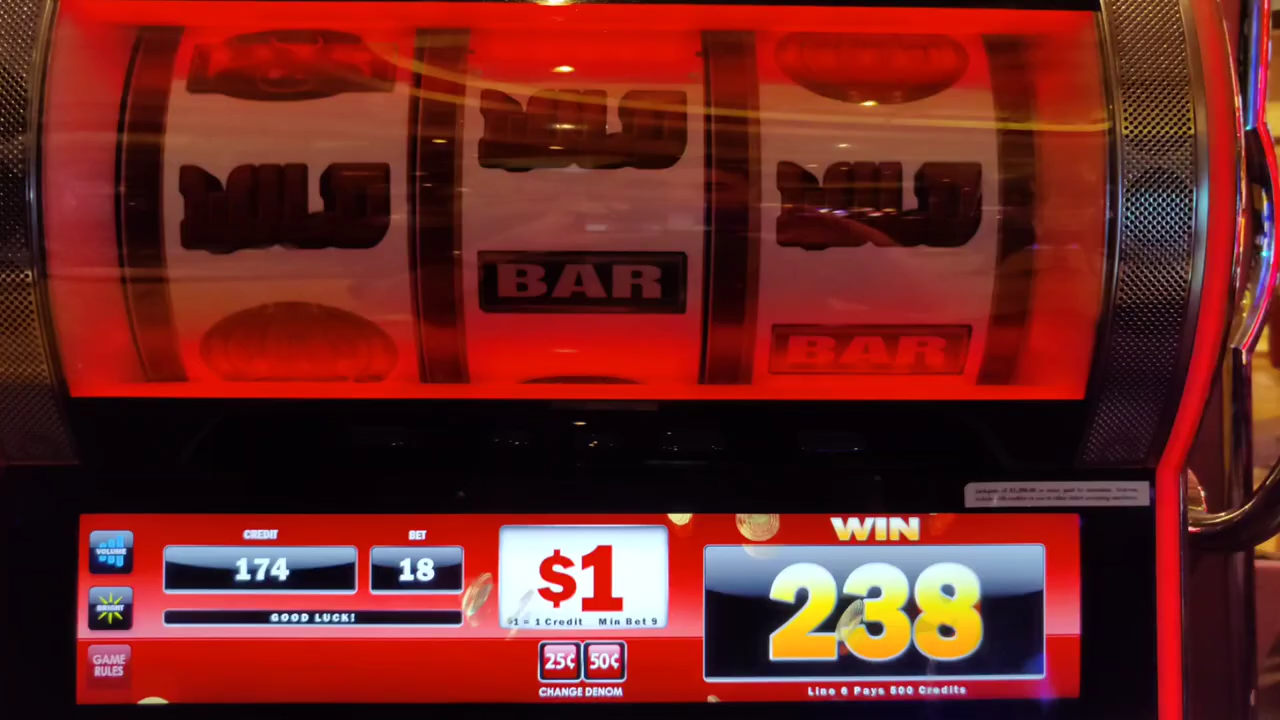 WILD
WILD
WILD
BAR
BAR
CREDIT
BET
WIN
VOLUME
174
18
$1
238
BRIGHT
GOOD LUCK!
$1 = 1 Credit Min Bet 9
GAME
RULES
25¢
50¢
CHANGE DENOM
Line 6 Pays 500 Credits